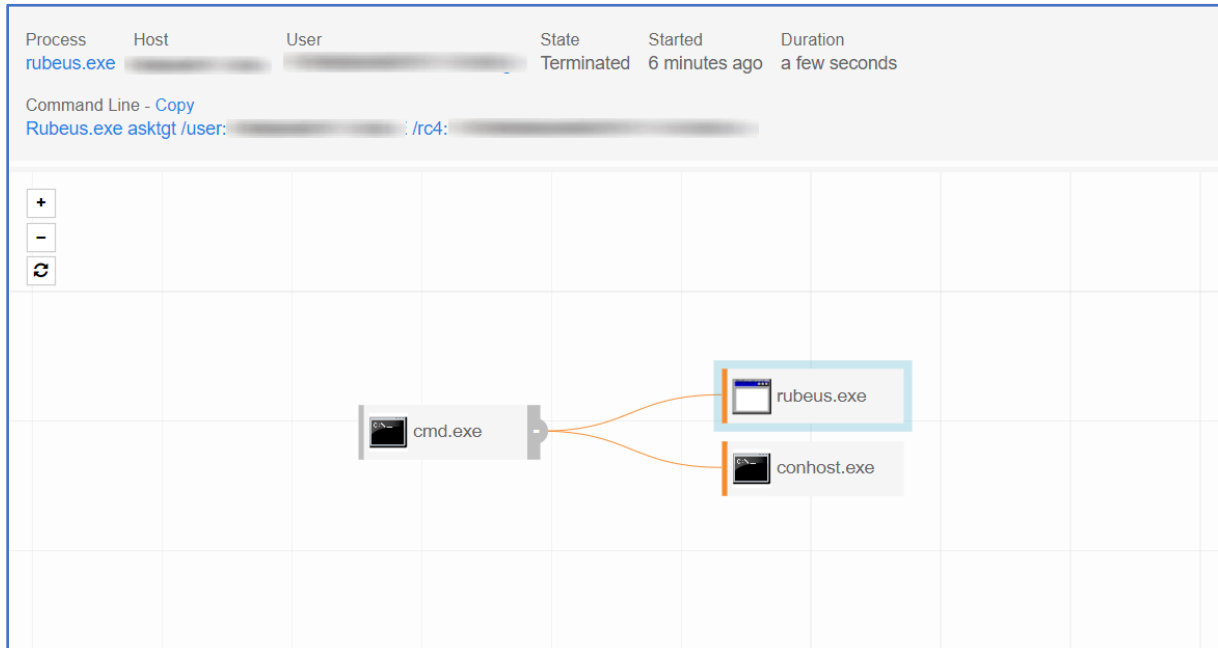 Process Host User State Started Duration
rubeus.exe Terminated 6 minutes ago a few seconds
Command Line - Copy
Rubeus.exe asktgt /user: /rc4:
+
-
rubeus.exe
cmd.exe -
conhost.exe